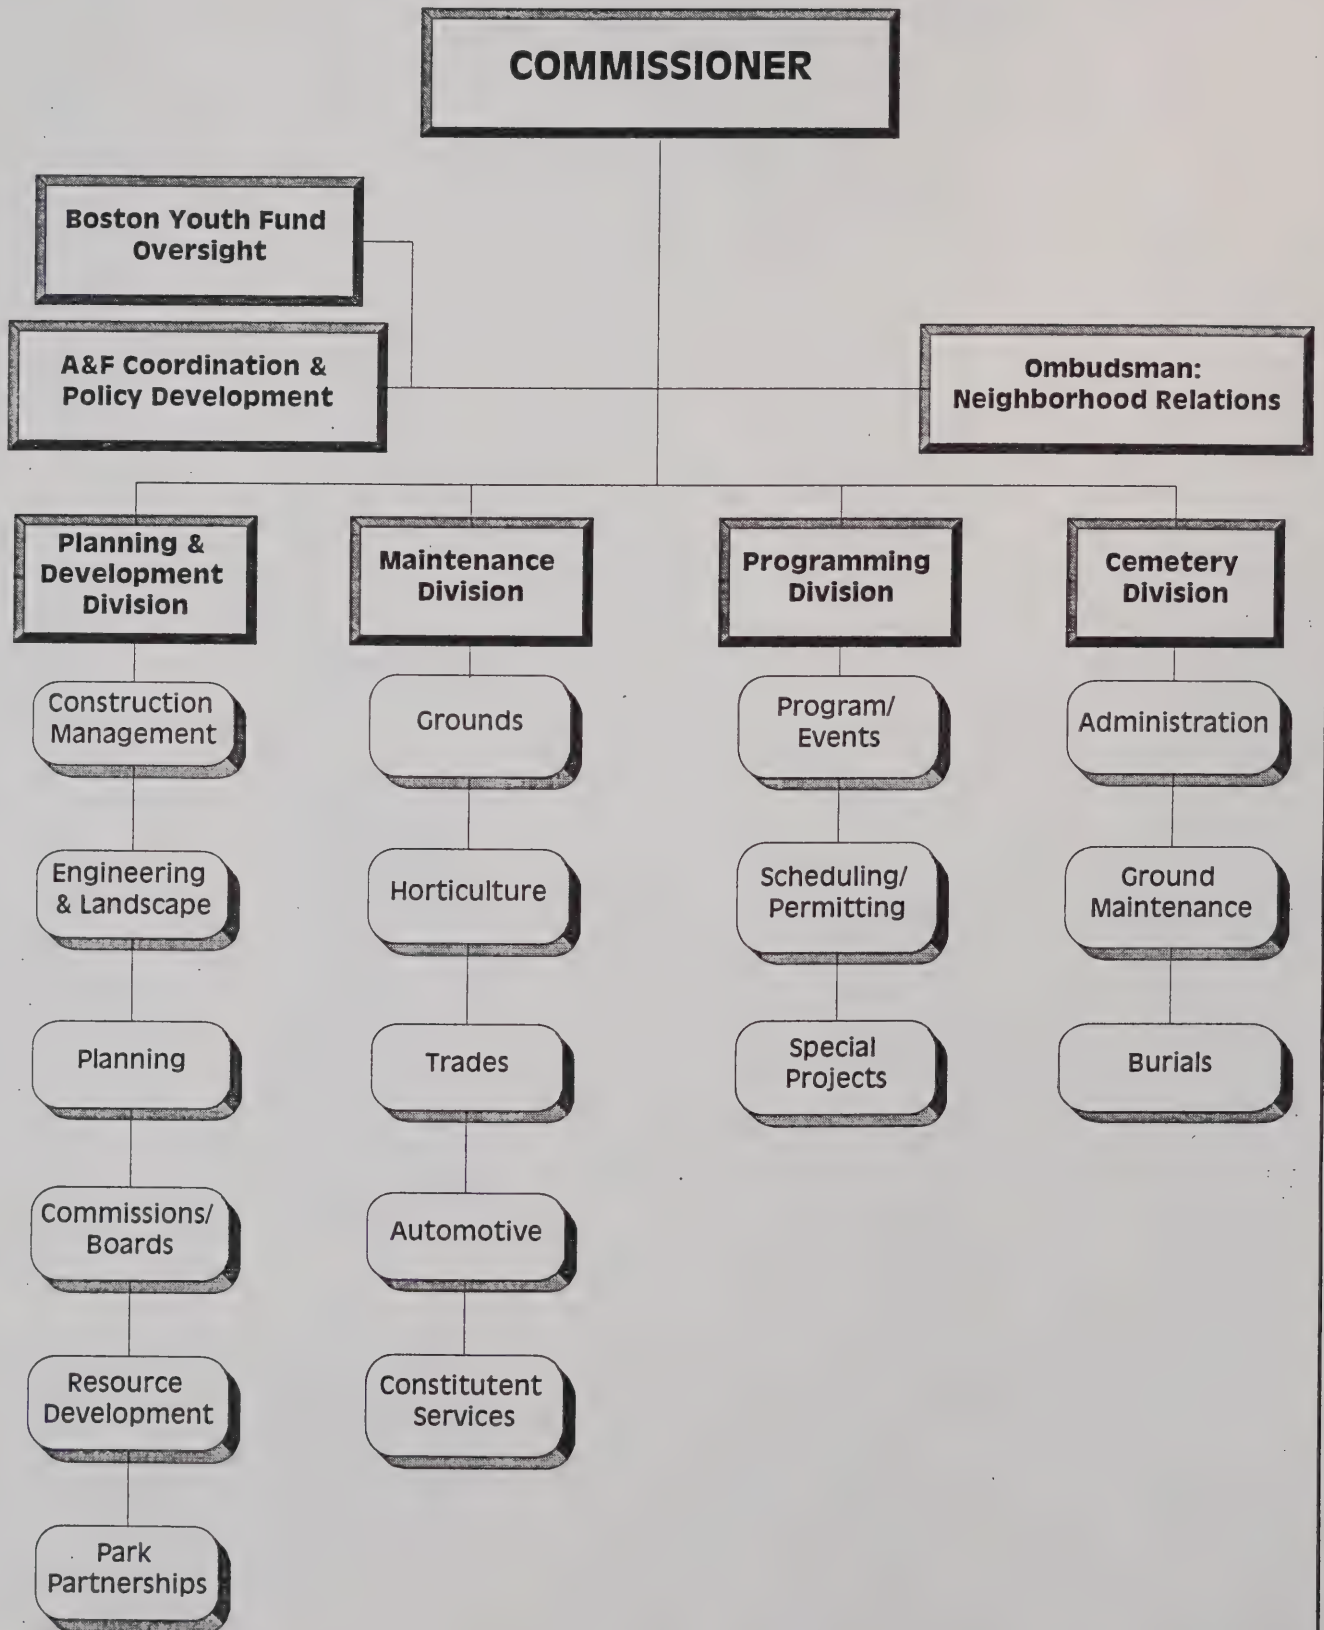 COMMISSIONER
Boston Youth Fund
Oversight
A&F Coordination &
Policy Development
Ombudsman:
Neighborhood Relations
Planning &
Development
Division
Maintenance
Division
Programming
Division
Cemetery
Division
Construction
Management
Engineering
& Landscape
Planning
Commissions/
Boards
Resource
Development
Park
Partnerships
Grounds
Horticulture
Trades
Automotive
Constitutent
Services
Program/
Events
Scheduling/
Permitting
Special
Projects
Administration
Ground
Maintenance
Burials